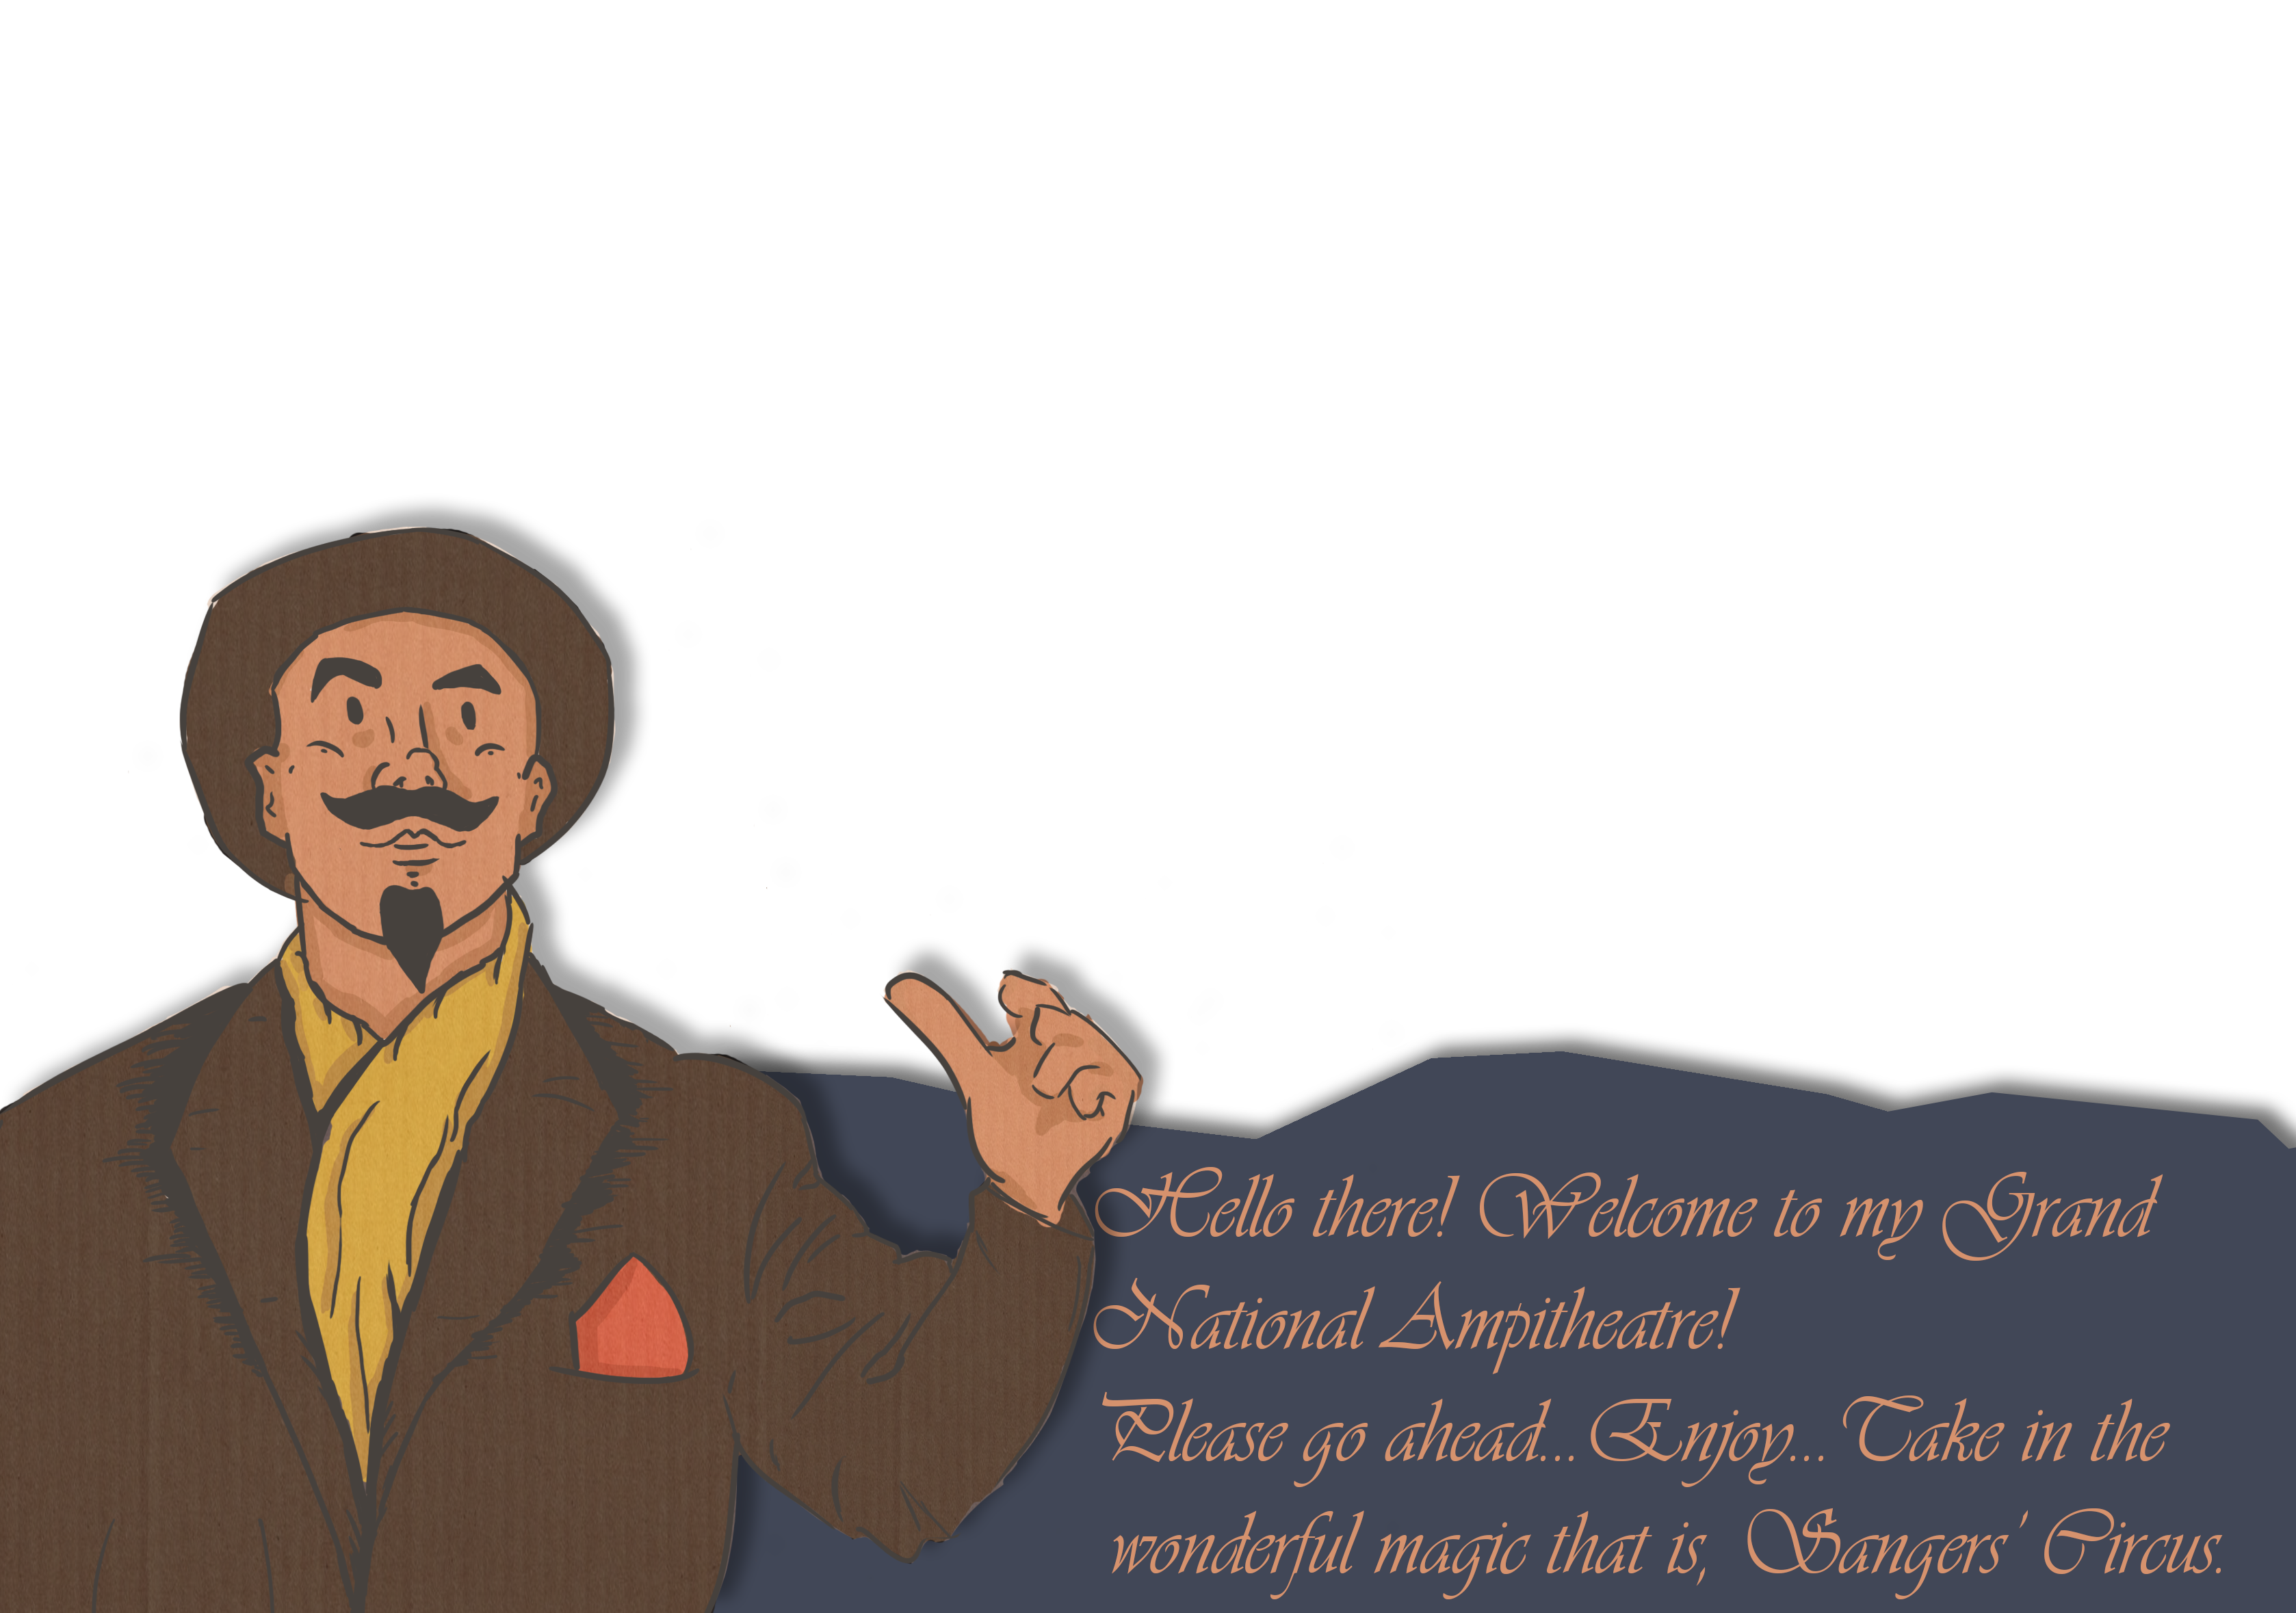 Hello there! Welcome to my Grand
National Ampitheatre!
Please go ahead... Enjoy... Take in the
wonderful magic that is, Sangers' Circus.